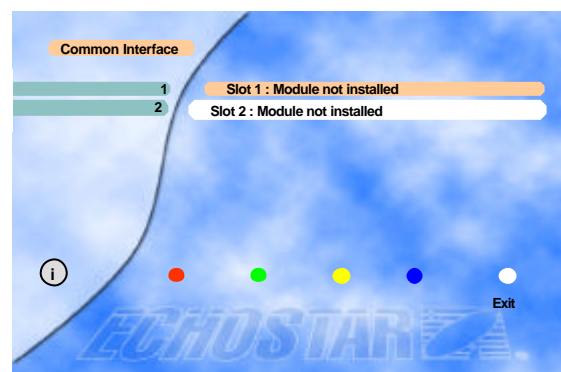 Common Interface
1
Slot 1 : Module not installed
2
Slot 2 : Module not installed
i
Exit
ECHOSTAR